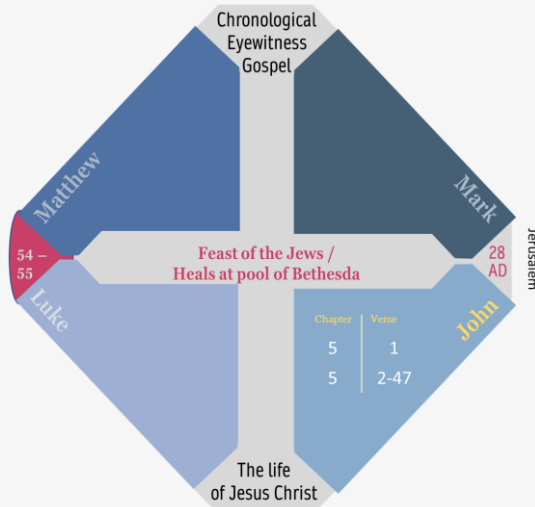 Chronological
Eyewitness
Gospel
Matthew
Mark
54 –
55
Feast of the Jews /
Heals at pool of Bethesda
28
AD
Jerusalem
Luke
John
Chapter Verse
5 1
5 2-47
The life
of Jesus Christ